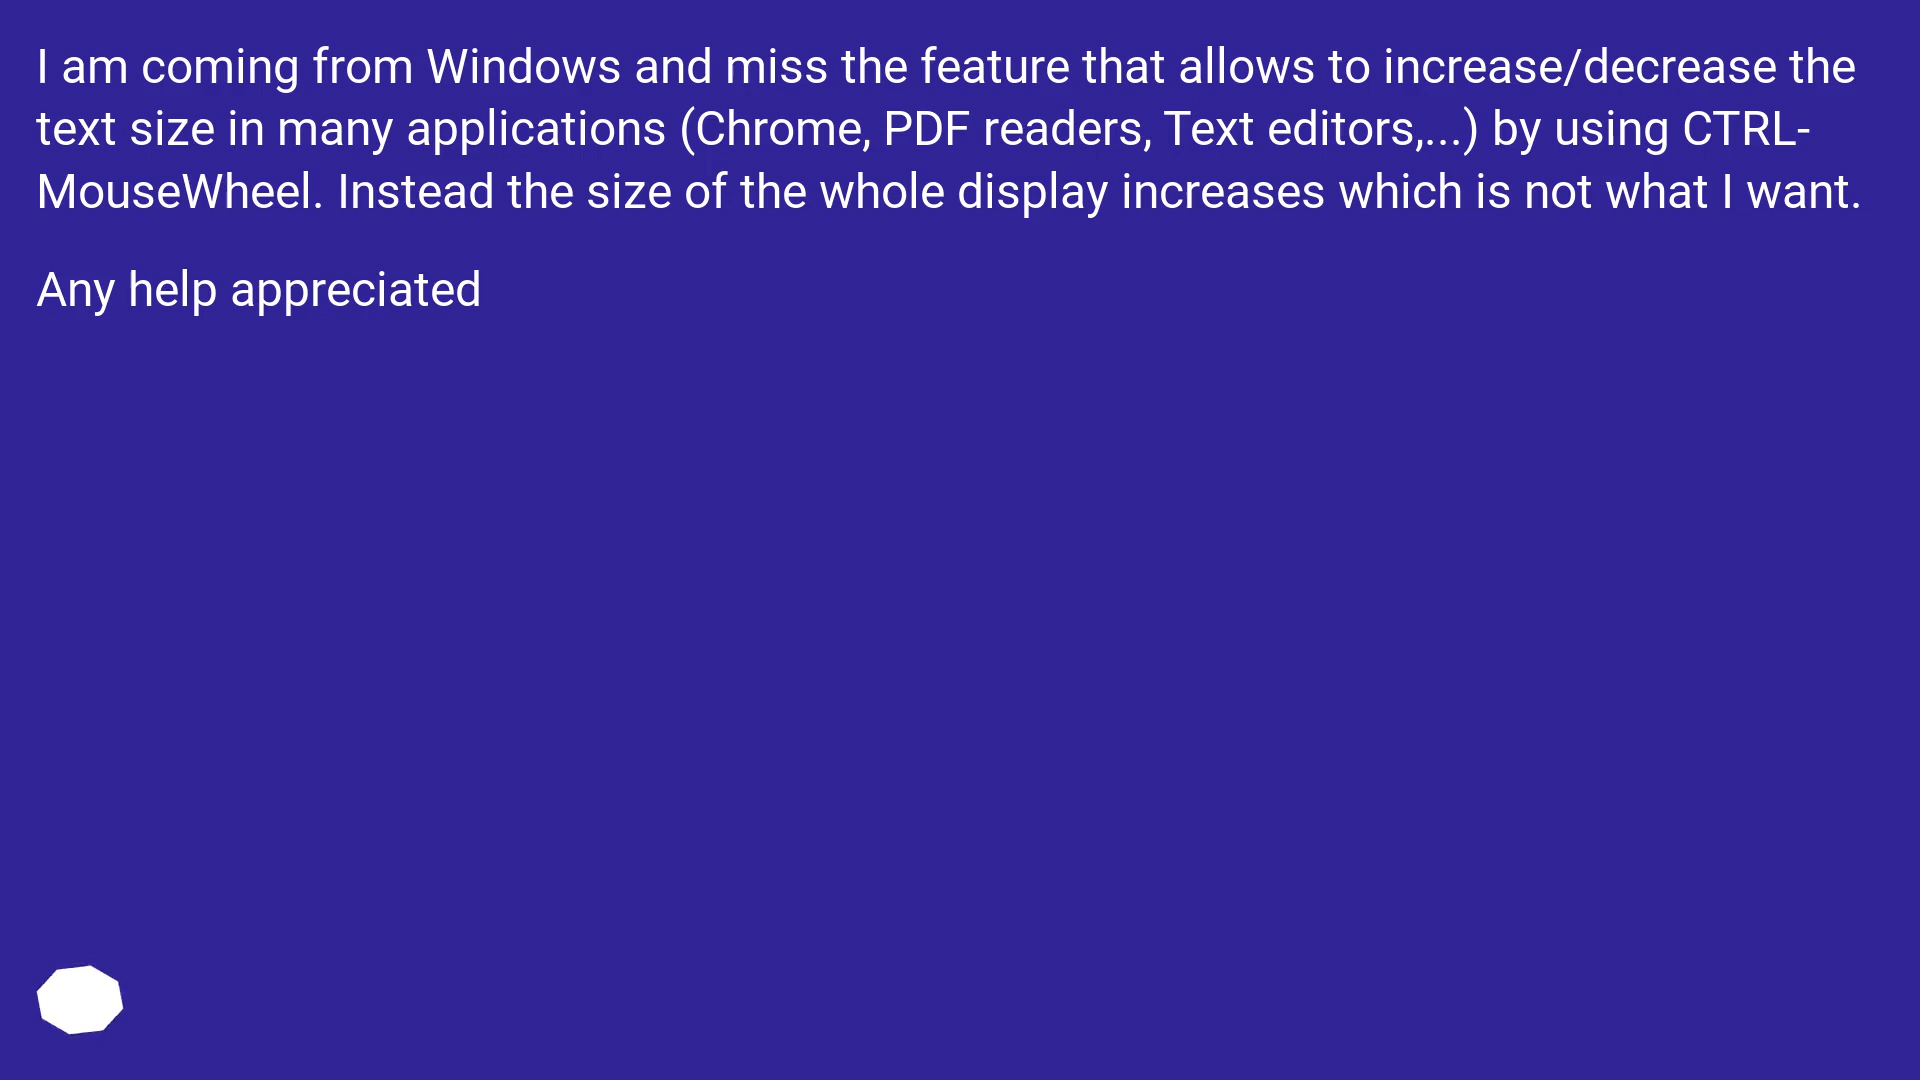 I am coming from Windows and miss the feature that allows to increase/decrease the
text size in many applications (Chrome, PDF readers, Text editors,...) by using CTRL-
MouseWheel. Instead the size of the whole display increases which is not what I want.
Any help appreciated